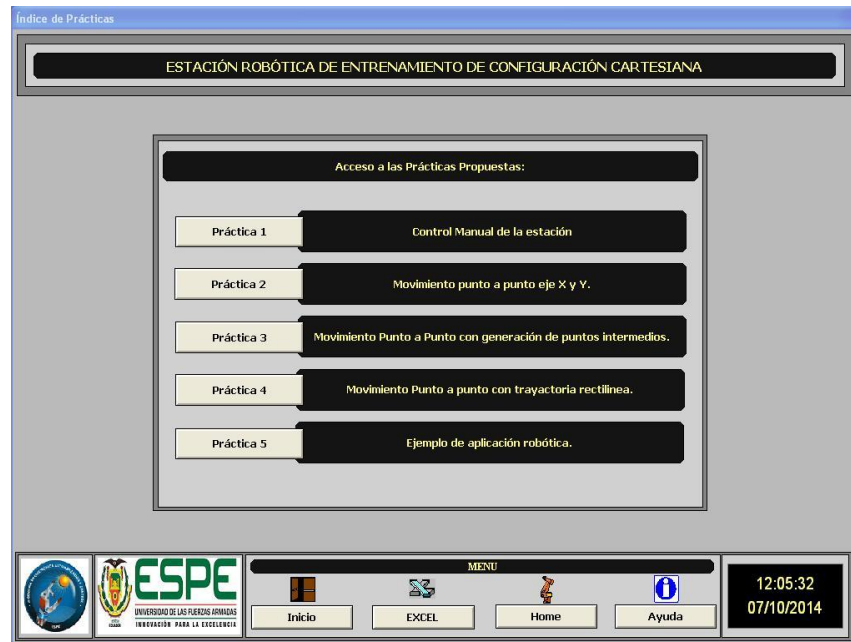 Índice de Prácticas
ESTACIÓN ROBÓTICA DE ENTRENAMIENTO DE CONFIGURACIÓN CARTESIANA
Acceso a las Prácticas Propuestas:
Práctica 1
Control Manual de la estación
Práctica 2
Movimiento punto a punto eje X y Y.
Práctica 3
Movimiento Punto a Punto con generación de puntos intermedios.
Práctica 4
Movimiento Punto a punto con trayactoria rectilinea.
Práctica 5
Ejemplo de aplicación robótica.
ESPE
UNIVERSIDAD DE LAS FUERZAS ARMADAS
INNOVACIÓN PARA LA EXCELENCIA
MENU
Inicio
EXCEL
Home
Ayuda
12:05:32
07/10/2014